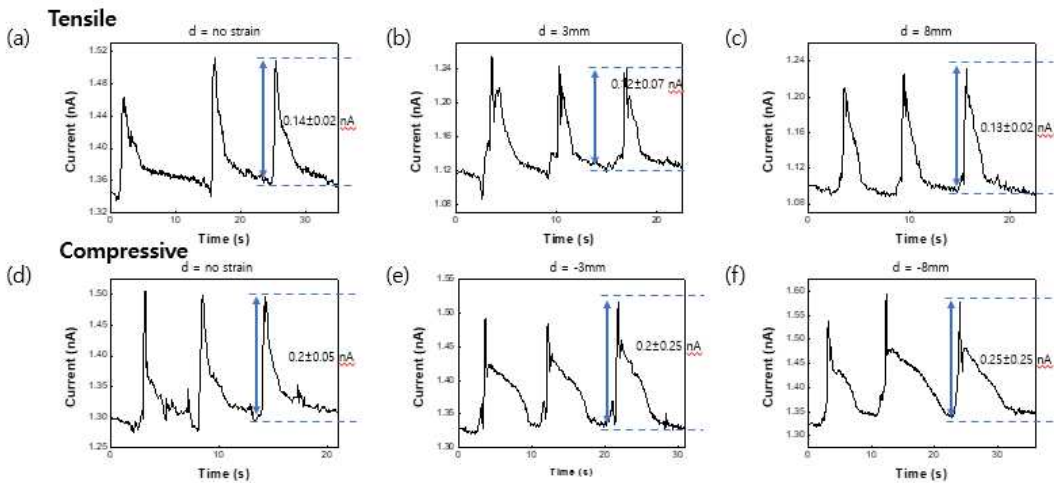 Tensile
(a)
d = no strain
1.52
1.48
1.44
1.40
1.36
1.32
Current (nA)
0.14±0.02 nA
0
10
20
30
Time (s)
(b)
d = 3mm
1.24
1.20
1.16
1.12
1.08
Current (nA)
0.12±0.07 nA
0
10
20
Time (s)
(c)
d = 8mm
1.24
1.20
1.16
1.12
1.08
Current (nA)
0.13±0.02 nA
0
10
20
Time (s)
Compressive
(d)
d = no strain
1.50
1.45
1.40
1.35
1.30
1.25
Current (nA)
0.2±0.05 nA
0
10
20
Time (s)
(e)
d = -3mm
1.55
1.50
1.45
1.40
1.35
1.30
Current (nA)
0.2±0.25 nA
0
10
20
30
Time (s)
(f)
d = -8mm
1.60
1.55
1.50
1.45
1.40
1.35
1.30
Current (nA)
0.25±0.25 nA
0
10
20
30
Time (s)